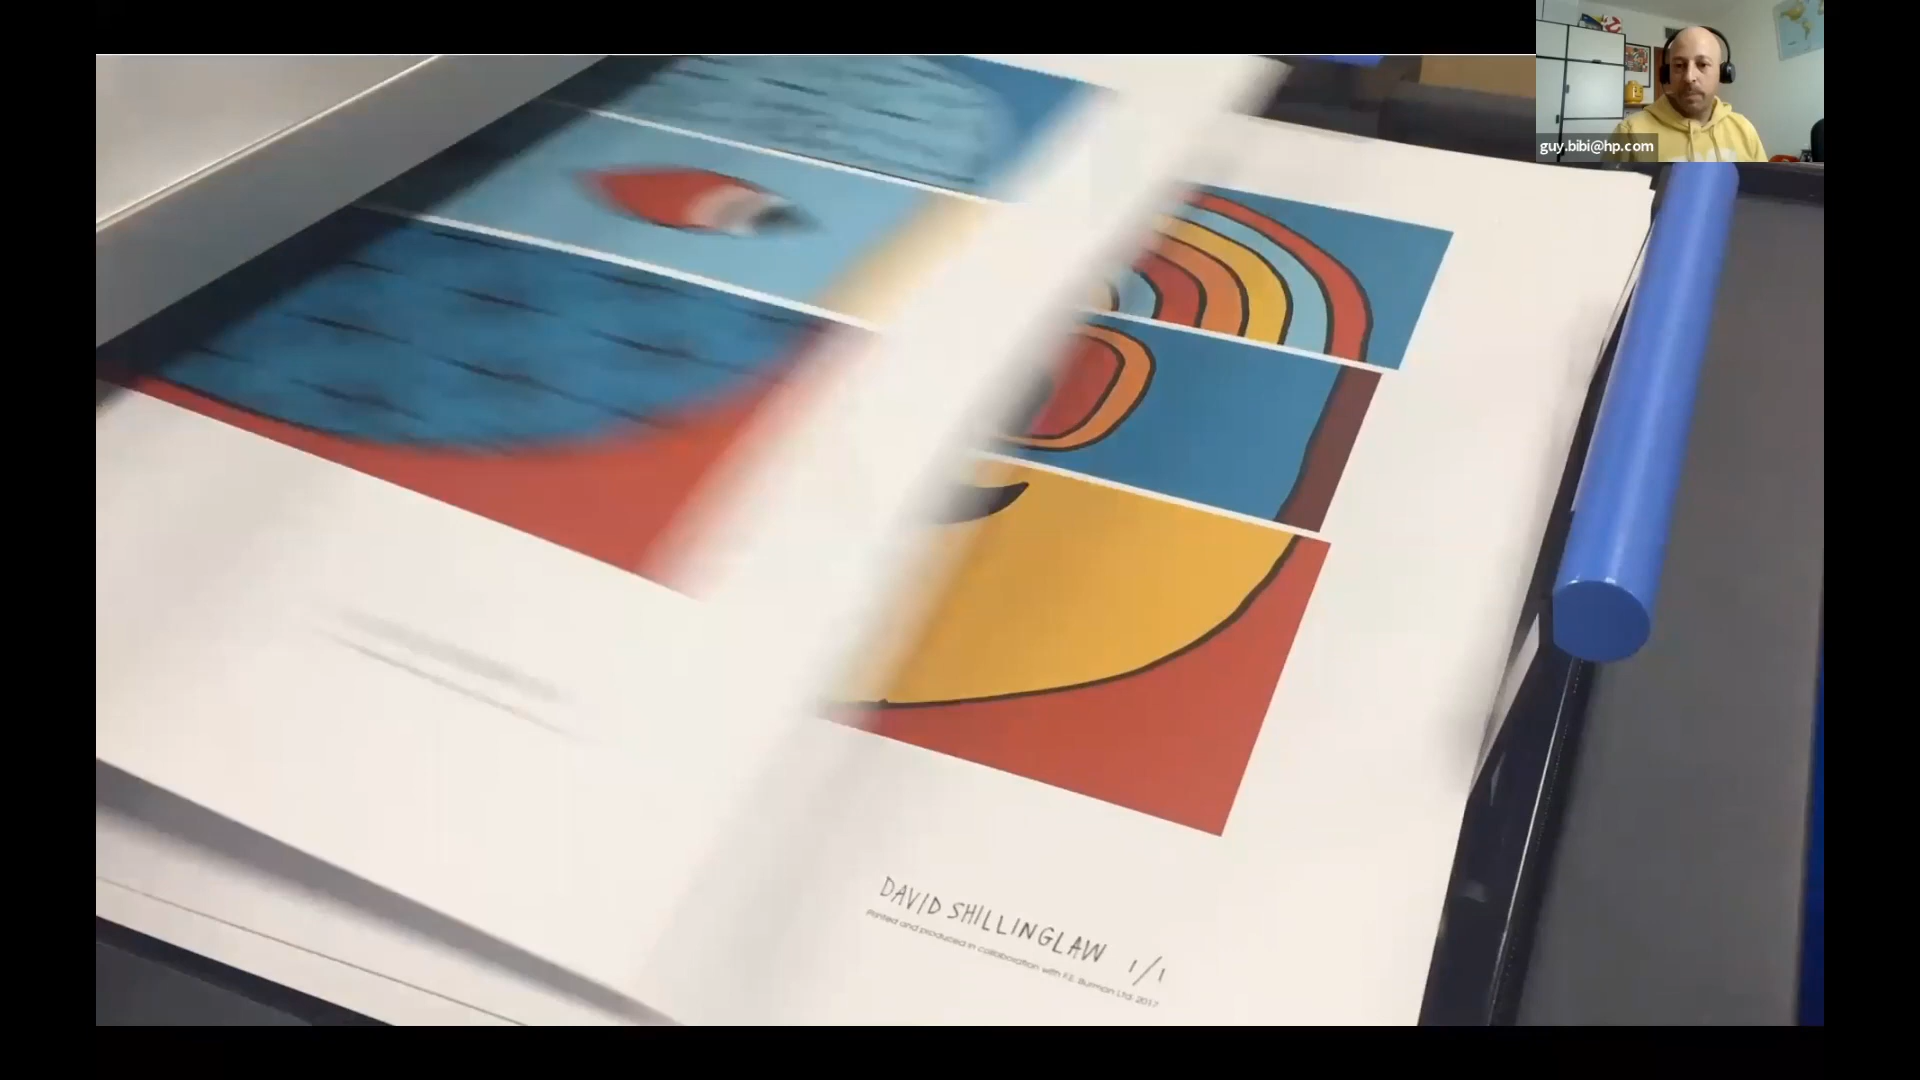 guy.bibi@hp.com
DAVID SHILLINGLAW 1/1
Printed and produced in collaboration with F.E. Burman Ltd. 2017